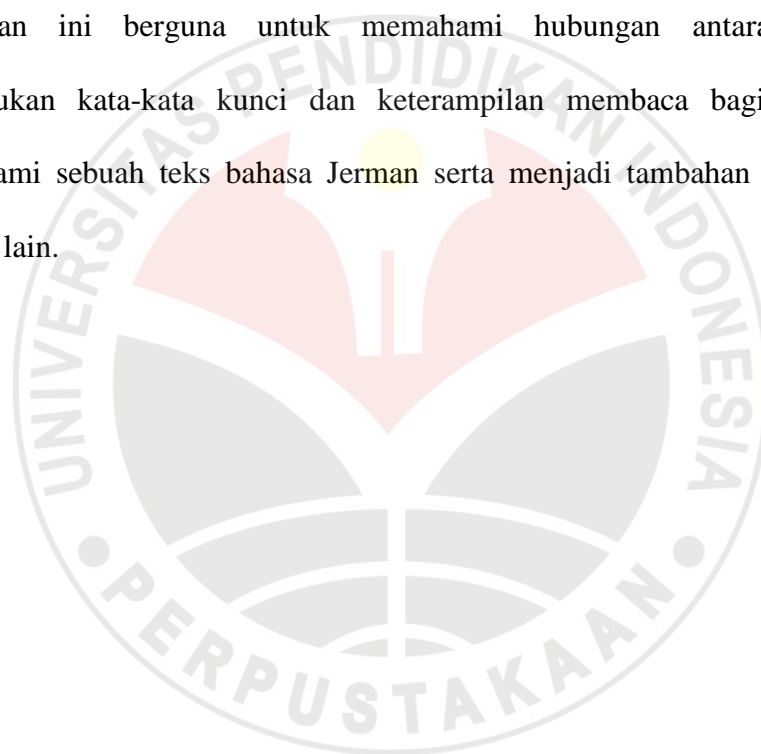 an ini berguna untuk memahami hubungan antara
ukan kata-kata kunci dan keterampilan membaca bagi
ami sebuah teks bahasa Jerman serta menjadi tambahan
lain.
UNIVERSITAS PENDIDIKAN INDONESIA
• PERPUSTAKAAN •